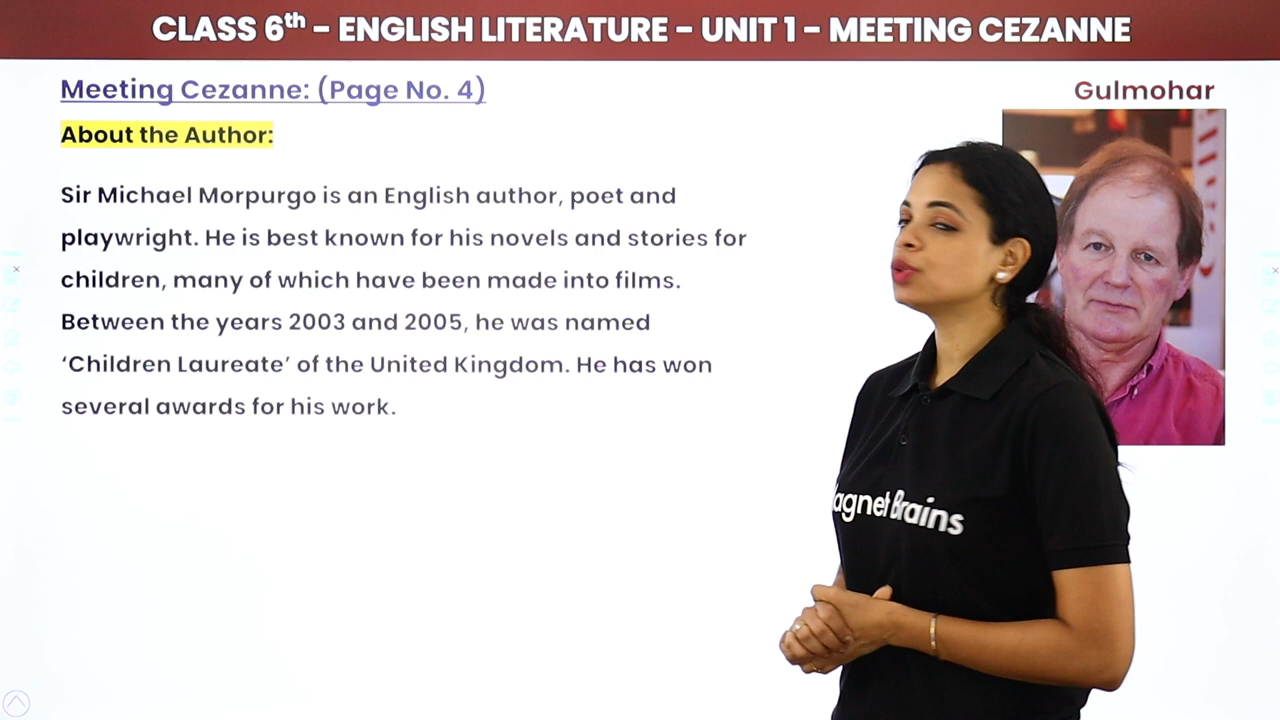 CLASS 6th - ENGLISH LITERATURE - UNIT 1 - MEETING CEZANNE
Meeting Cezanne: (Page No. 4)
Gulmohar
About the Author:
Sir Michael Morpurgo is an English author, poet and
playwright. He is best known for his novels and stories for
children, many of which have been made into films.
Between the years 2003 and 2005, he was named
‘Children Laureate’ of the United Kingdom. He has won
several awards for his work.
agnet Brains